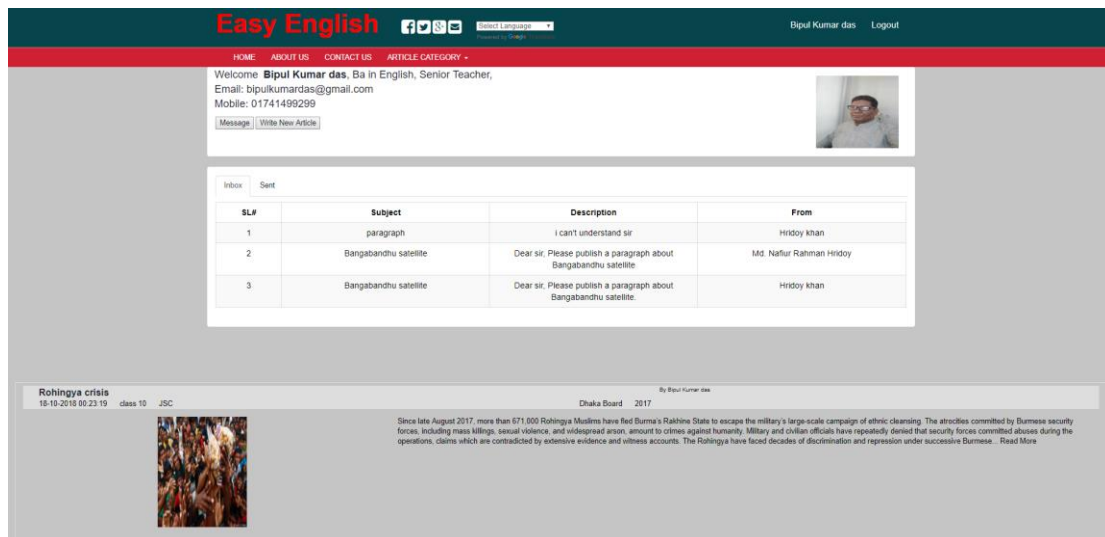 Easy English
Select Language
Powered by Google Translate
Bipul Kumar das Logout
HOME ABOUT US CONTACT US ARTICLE CATEGORY
Welcome Bipul Kumar das, Ba in English, Senior Teacher,
Email: bipulkumardas@gmail.com
Mobile: 01741499299
Message Write New Article
Inbox Sent
SL# Subject Description From
1 paragraph i can't understand sir Hridoy khan
2 Bangabandhu satellite Dear sir, Please publish a paragraph about Md. Nafiur Rahman Hridoy
Bangabandhu satellite
3 Bangabandhu satellite Dear sir, Please publish a paragraph about Hridoy khan
Bangabandhu satellite.
Rohingya crisis By Bipul Kumar das
18-10-2018 00:23:19 class 10 JSC Dhaka Board 2017
Since late August 2017, more than 671,000 Rohingya Muslims have fled Burma's Rakhine State to escape the military's large-scale campaign of ethnic cleansing. The atrocities committed by Burmese security
forces, including mass killings, sexual violence, and widespread arson, amount to crimes against humanity. Military and civilian officials have repeatedly denied that security forces committed abuses during the
operations, claims which are contradicted by extensive evidence and witness accounts. The Rohingya have faced decades of discrimination and repression under successive Burmese... Read More